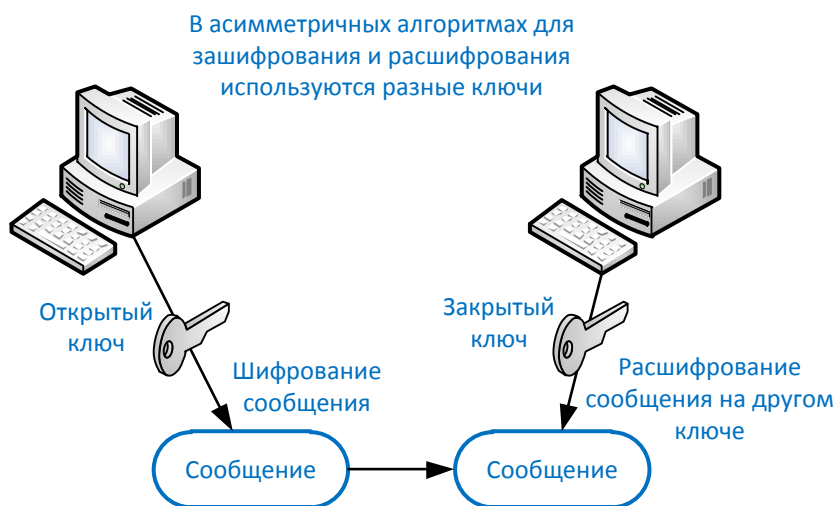 В асимметричных алгоритмах для
зашифрования и расшифрования
используются разные ключи
Открытый
ключ
Закрытый
ключ
Шифрование
сообщения
Расшифрование
сообщения на другом
ключе
Сообщение
Сообщение